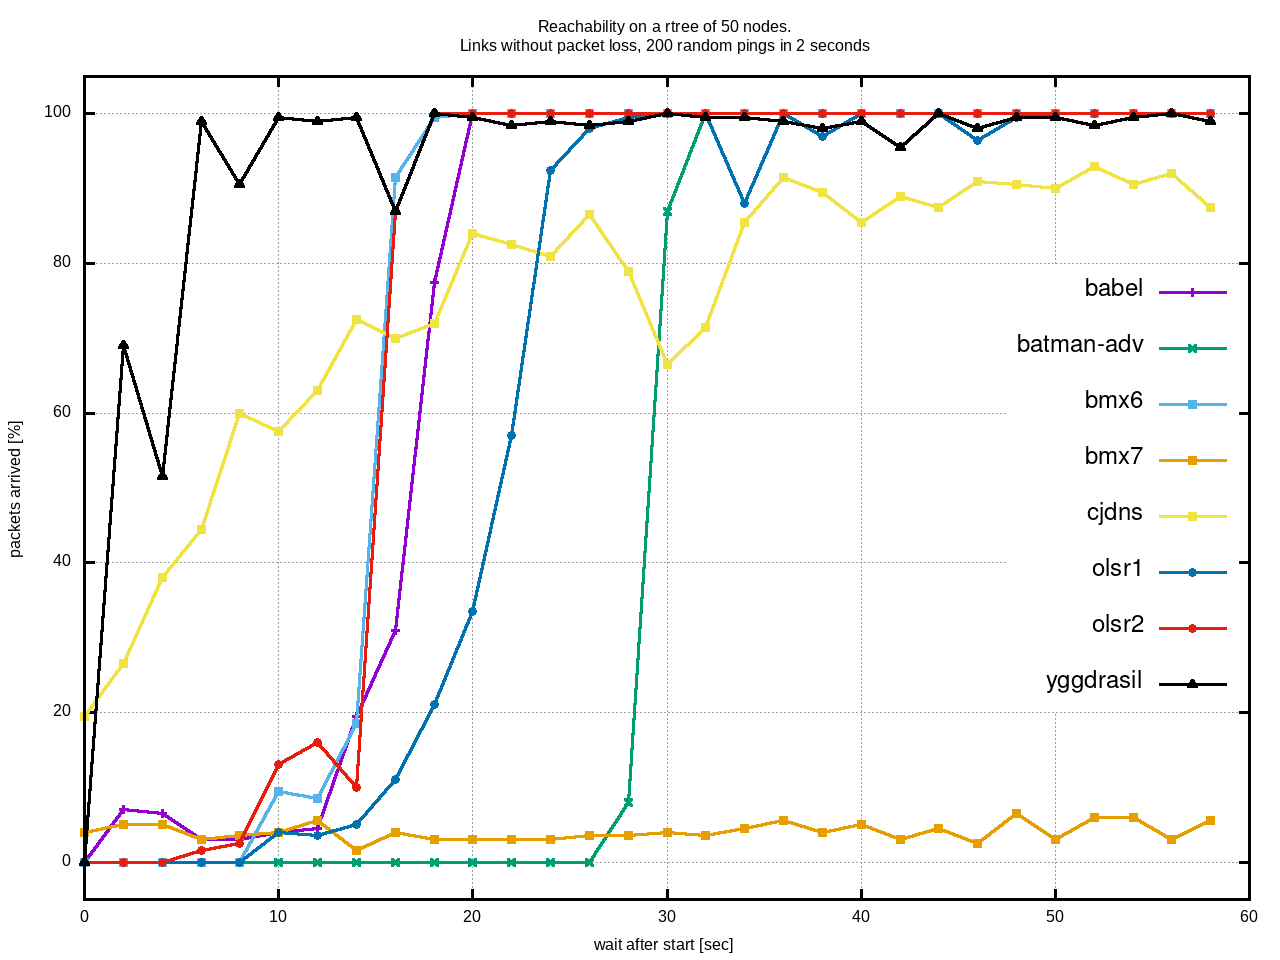 Reachability on a rtree of 50 nodes.
Links without packet loss, 200 random pings in 2 seconds
100
80
60
40
20
0
packets arrived [%]
babel
batman-adv
bmx6
bmx7
cjdns
olsr1
olsr2
yggdrasil
0 10 20 30 40 50 60
wait after start [sec]